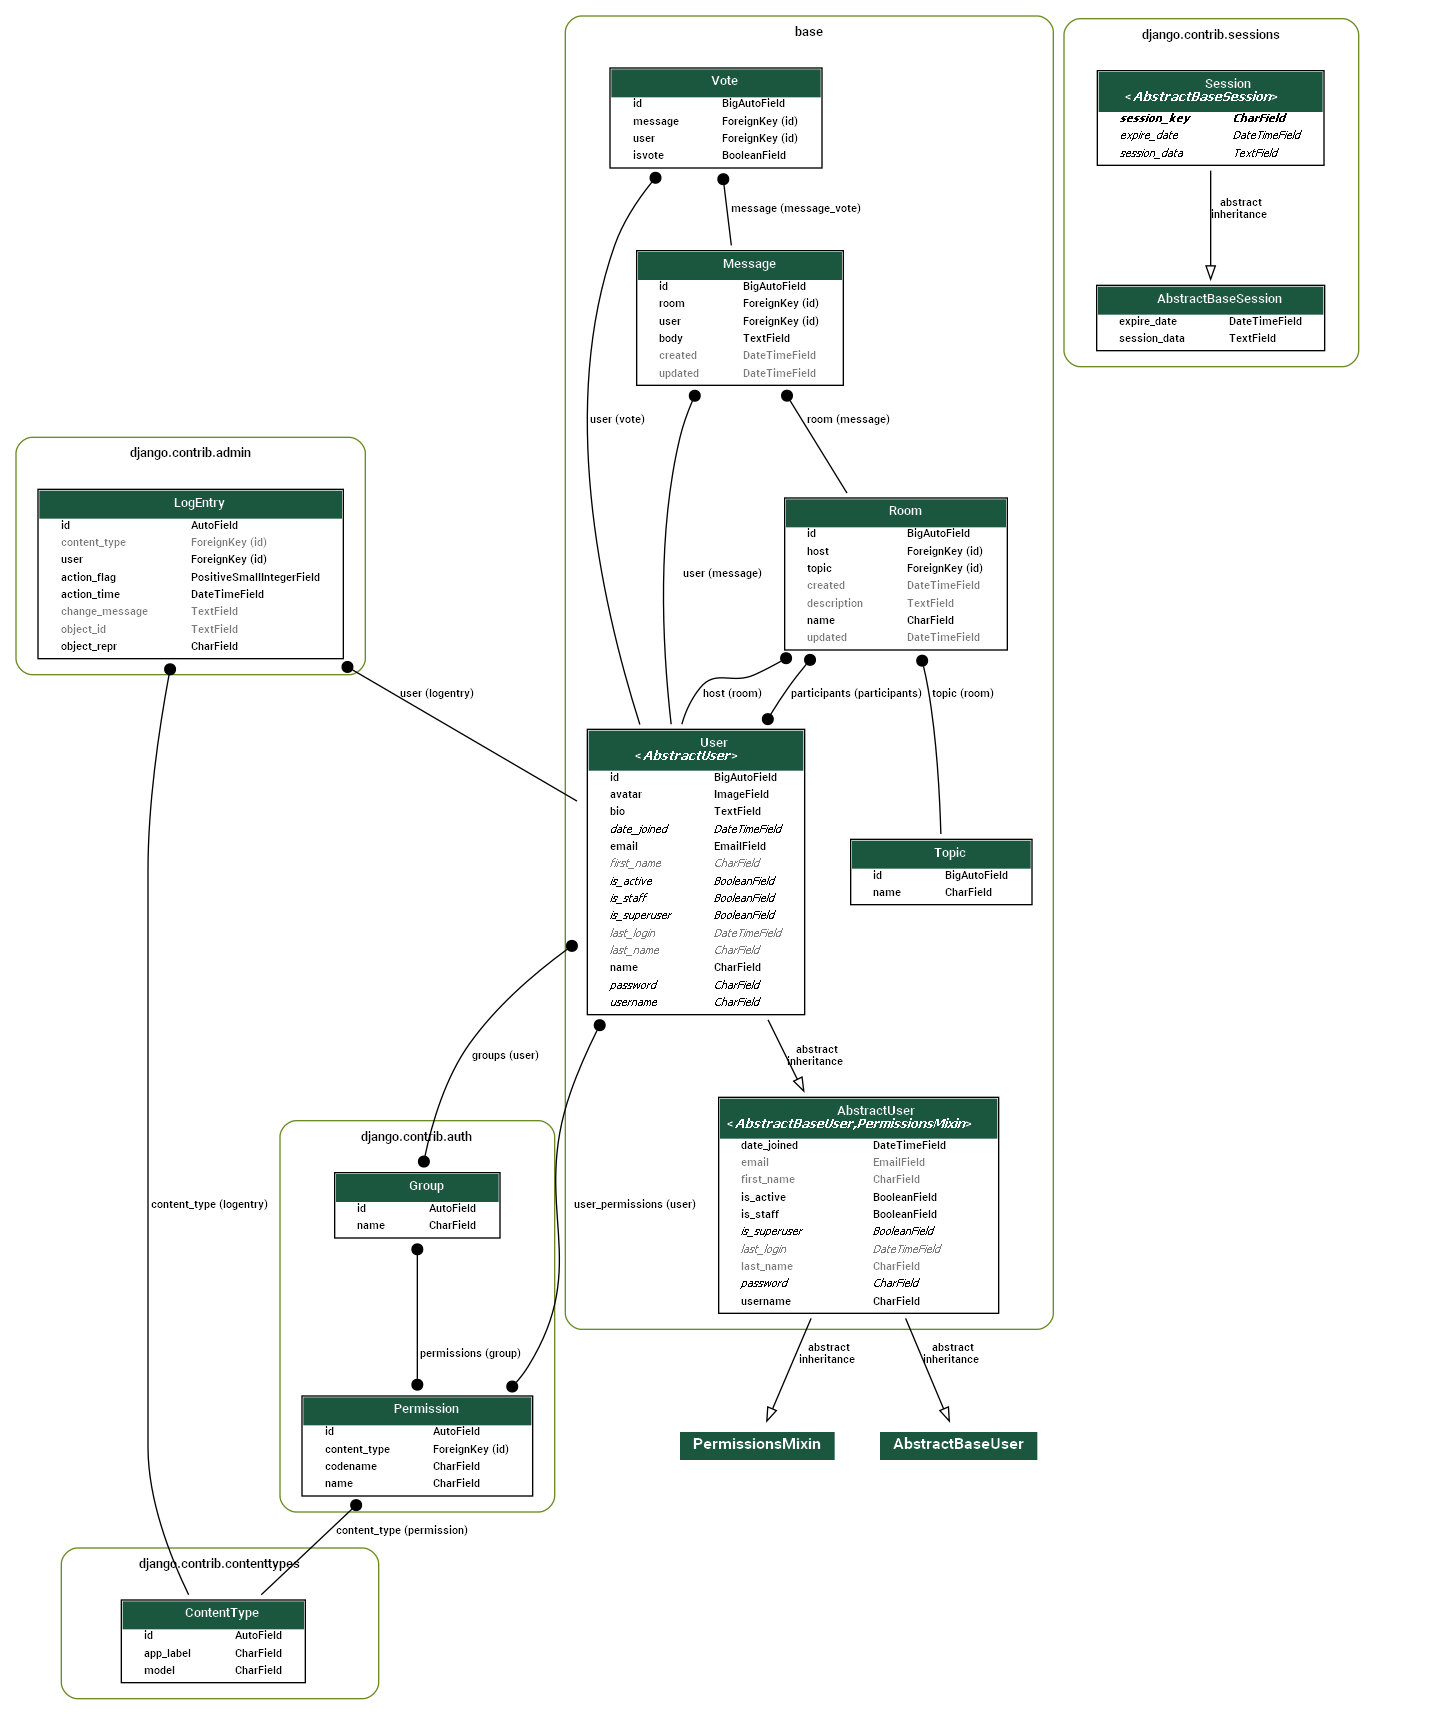 base
Vote
id BigAutoField
message ForeignKey (id)
user ForeignKey (id)
isvote BooleanField
message (message_vote)
user (vote)
Message
id BigAutoField
room ForeignKey (id)
user ForeignKey (id)
body TextField
created DateTimeField
updated DateTimeField
room (message)
user (message)
Room
id BigAutoField
host ForeignKey (id)
topic ForeignKey (id)
created DateTimeField
description TextField
name CharField
updated DateTimeField
host (room)
participants (participants)
topic (room)
User
<AbstractUser>
id BigAutoField
avatar ImageField
bio TextField
date_joined DateTimeField
email EmailField
first_name CharField
is_active BooleanField
is_staff BooleanField
is_superuser BooleanField
last_login DateTimeField
last_name CharField
name CharField
password CharField
username CharField
Topic
id BigAutoField
name CharField
abstract
inheritance
AbstractUser
<AbstractBaseUser,PermissionsMixin>
date_joined DateTimeField
email EmailField
first_name CharField
is_active BooleanField
is_staff BooleanField
is_superuser BooleanField
last_login DateTimeField
last_name CharField
password CharField
username CharField
abstract
inheritance
abstract
inheritance
PermissionsMixin
AbstractBaseUser
django.contrib.sessions
Session
<AbstractBaseSession>
session_key CharField
expire_date DateTimeField
session_data TextField
abstract
inheritance
AbstractBaseSession
expire_date DateTimeField
session_data TextField
django.contrib.admin
LogEntry
id AutoField
content_type ForeignKey (id)
user ForeignKey (id)
action_flag PositiveSmallIntegerField
action_time DateTimeField
change_message TextField
object_id TextField
object_repr CharField
user (logentry)
groups (user)
user_permissions (user)
content_type (logentry)
django.contrib.auth
Group
id AutoField
name CharField
permissions (group)
Permission
id AutoField
content_type ForeignKey (id)
codename CharField
name CharField
content_type (permission)
django.contrib.contenttypes
ContentType
id AutoField
app_label CharField
model CharField